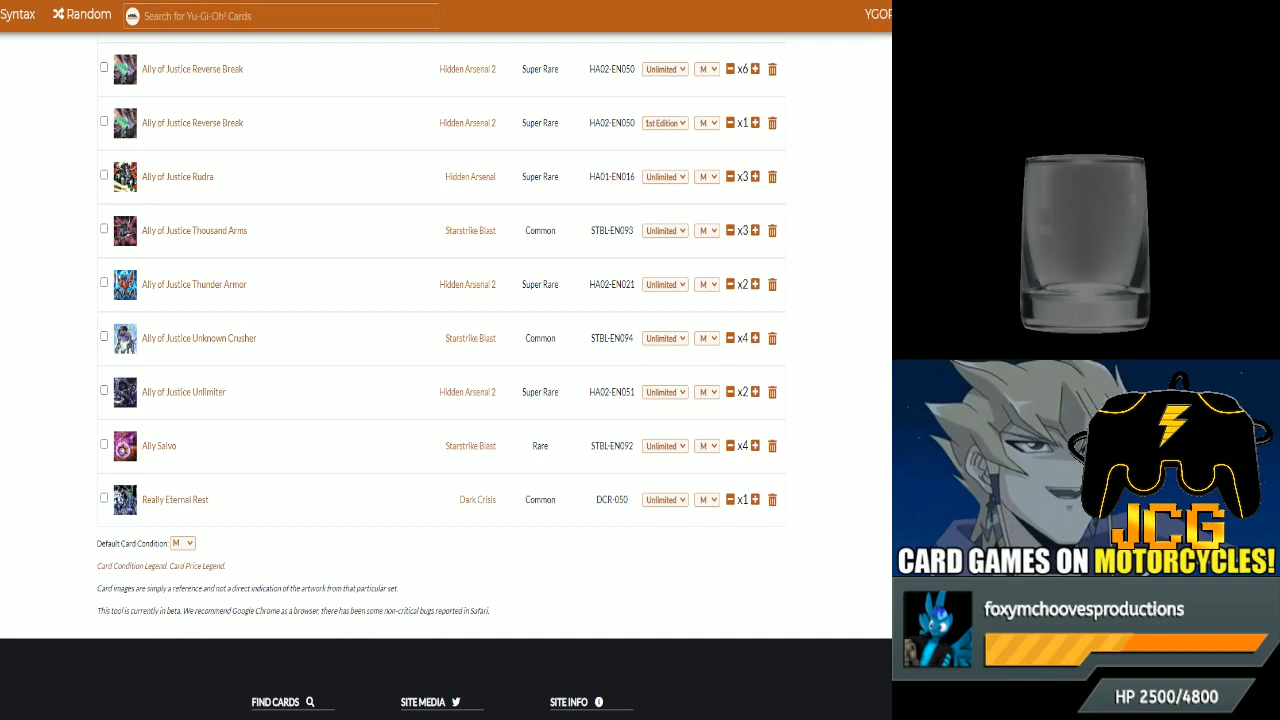 Syntax Random Search for Yu-Gi-Oh! Cards YGOP
Ally of Justice Reverse Break Hidden Arsenal 2 Super Rare HA02-EN050 Unlimited M x6
Ally of Justice Reverse Break Hidden Arsenal 2 Super Rare HA02-EN050 1st Edition M x1
Ally of Justice Rudra Hidden Arsenal Super Rare HA01-EN016 Unlimited M x3
Ally of Justice Thousand Arms Starstrike Blast Common STBL-EN093 Unlimited M x3
Ally of Justice Thunder Armor Hidden Arsenal 2 Super Rare HA02-EN021 Unlimited M x2
Ally of Justice Unknown Crusher Starstrike Blast Common STBL-EN094 Unlimited M x4
Ally of Justice Unlimiter Hidden Arsenal 2 Super Rare HA02-EN051 Unlimited M x2
Ally Salvo Starstrike Blast Rare STBL-EN092 Unlimited M x4
Really Eternal Rest Dark Crisis Common DCR-050 Unlimited M x1
Default Card Condition: M
Card Condition Legend. Card Price Legend.
Card images are simply a reference and not a direct indication of the artwork from that particular set.
This tool is currently in beta. We recommend Google Chrome as a browser, there has been some non-critical bugs reported in Safari.
FIND CARDS SITE MEDIA SITE INFO
JCG
CARD GAMES ON MOTORCYCLES!
foxymchoovesproductions
HP 2500/4800